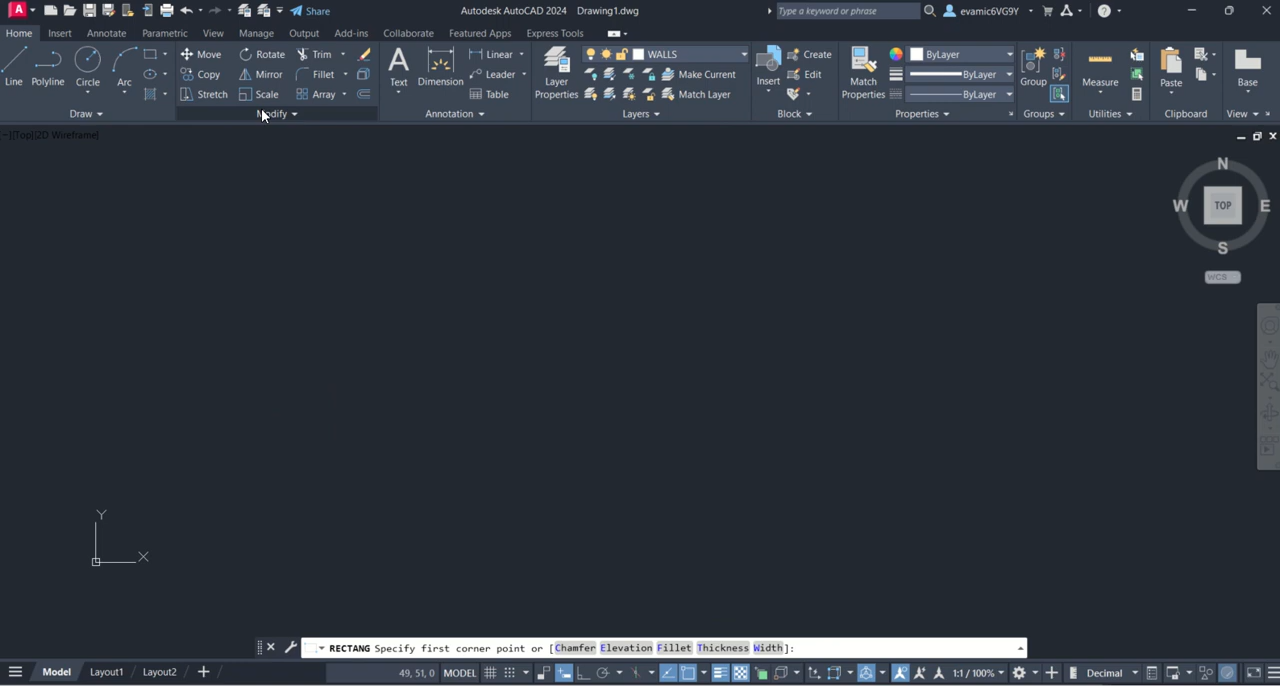 A Share Autodesk AutoCAD 2024 Drawing1.dwg Type a keyword or phrase evamic6VG9Y ?
Home Insert Annotate Parametric View Manage Output Add-ins Collaborate Featured Apps Express Tools
Line Polyline Circle Arc
Move Rotate Trim
Copy Mirror Fillet
Stretch Scale Array
A Text Dimension
Linear
Leader
Table
Layer Properties
WALLS
Make Current
Match Layer
Insert
Create
Edit
Match Properties
ByLayer
ByLayer
ByLayer
Group Measure Paste Base
Draw Modify Annotation Layers Block Properties Groups Utilities Clipboard View
−][Top][2D Wireframe]
N
W TOP E
S
WCS
Y
X
RECTANG Specify first corner point or [Chamfer Elevation Fillet Thickness Width]:
Model Layout1 Layout2 + 49, 51, 0 MODEL 1:1 / 100% Decimal